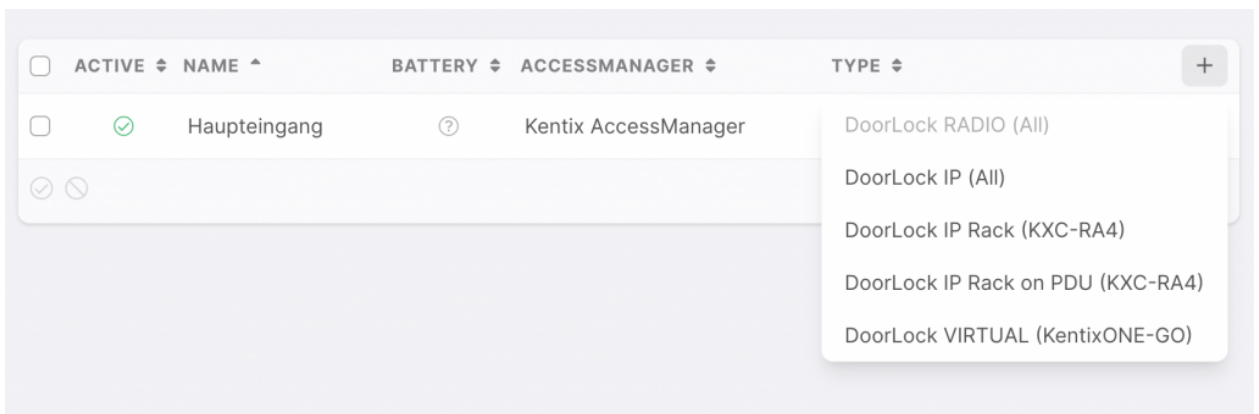 ACTIVE NAME BATTERY ACCESSMANAGER TYPE +
Haupteingang ? Kentix AccessManager
DoorLock RADIO (All)
DoorLock IP (All)
DoorLock IP Rack (KXC-RA4)
DoorLock IP Rack on PDU (KXC-RA4)
DoorLock VIRTUAL (KentixONE-GO)